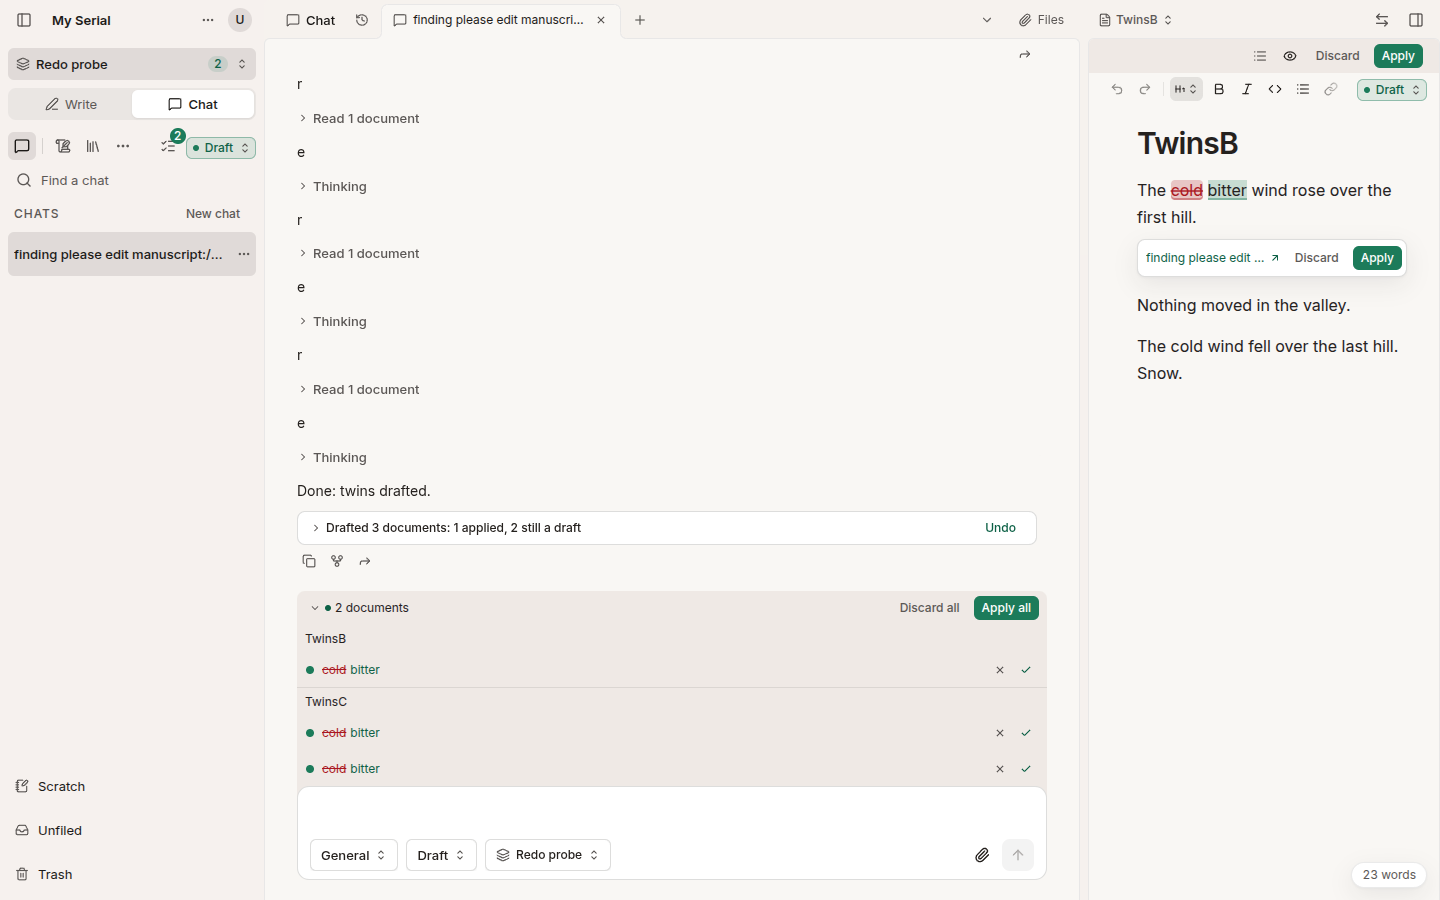 My Serial
U
Redo probe
2
Write
Chat
2
Draft
Find a chat
CHATS
New chat
finding please edit manuscript:/...
Scratch
Unfiled
Trash
Chat
finding please edit manuscri...
Files
r
Read 1 document
e
Thinking
r
Read 1 document
e
Thinking
r
Read 1 document
e
Thinking
Done: twins drafted.
Drafted 3 documents: 1 applied, 2 still a draft
Undo
2 documents
Discard all
Apply all
TwinsB
cold bitter
TwinsC
cold bitter
cold bitter
General
Draft
Redo probe
TwinsB
Discard
Apply
H1
B
I
Draft
TwinsB
The cold bitter wind rose over the
first hill.
finding please edit ...
Discard
Apply
Nothing moved in the valley.
The cold wind fell over the last hill.
Snow.
23 words